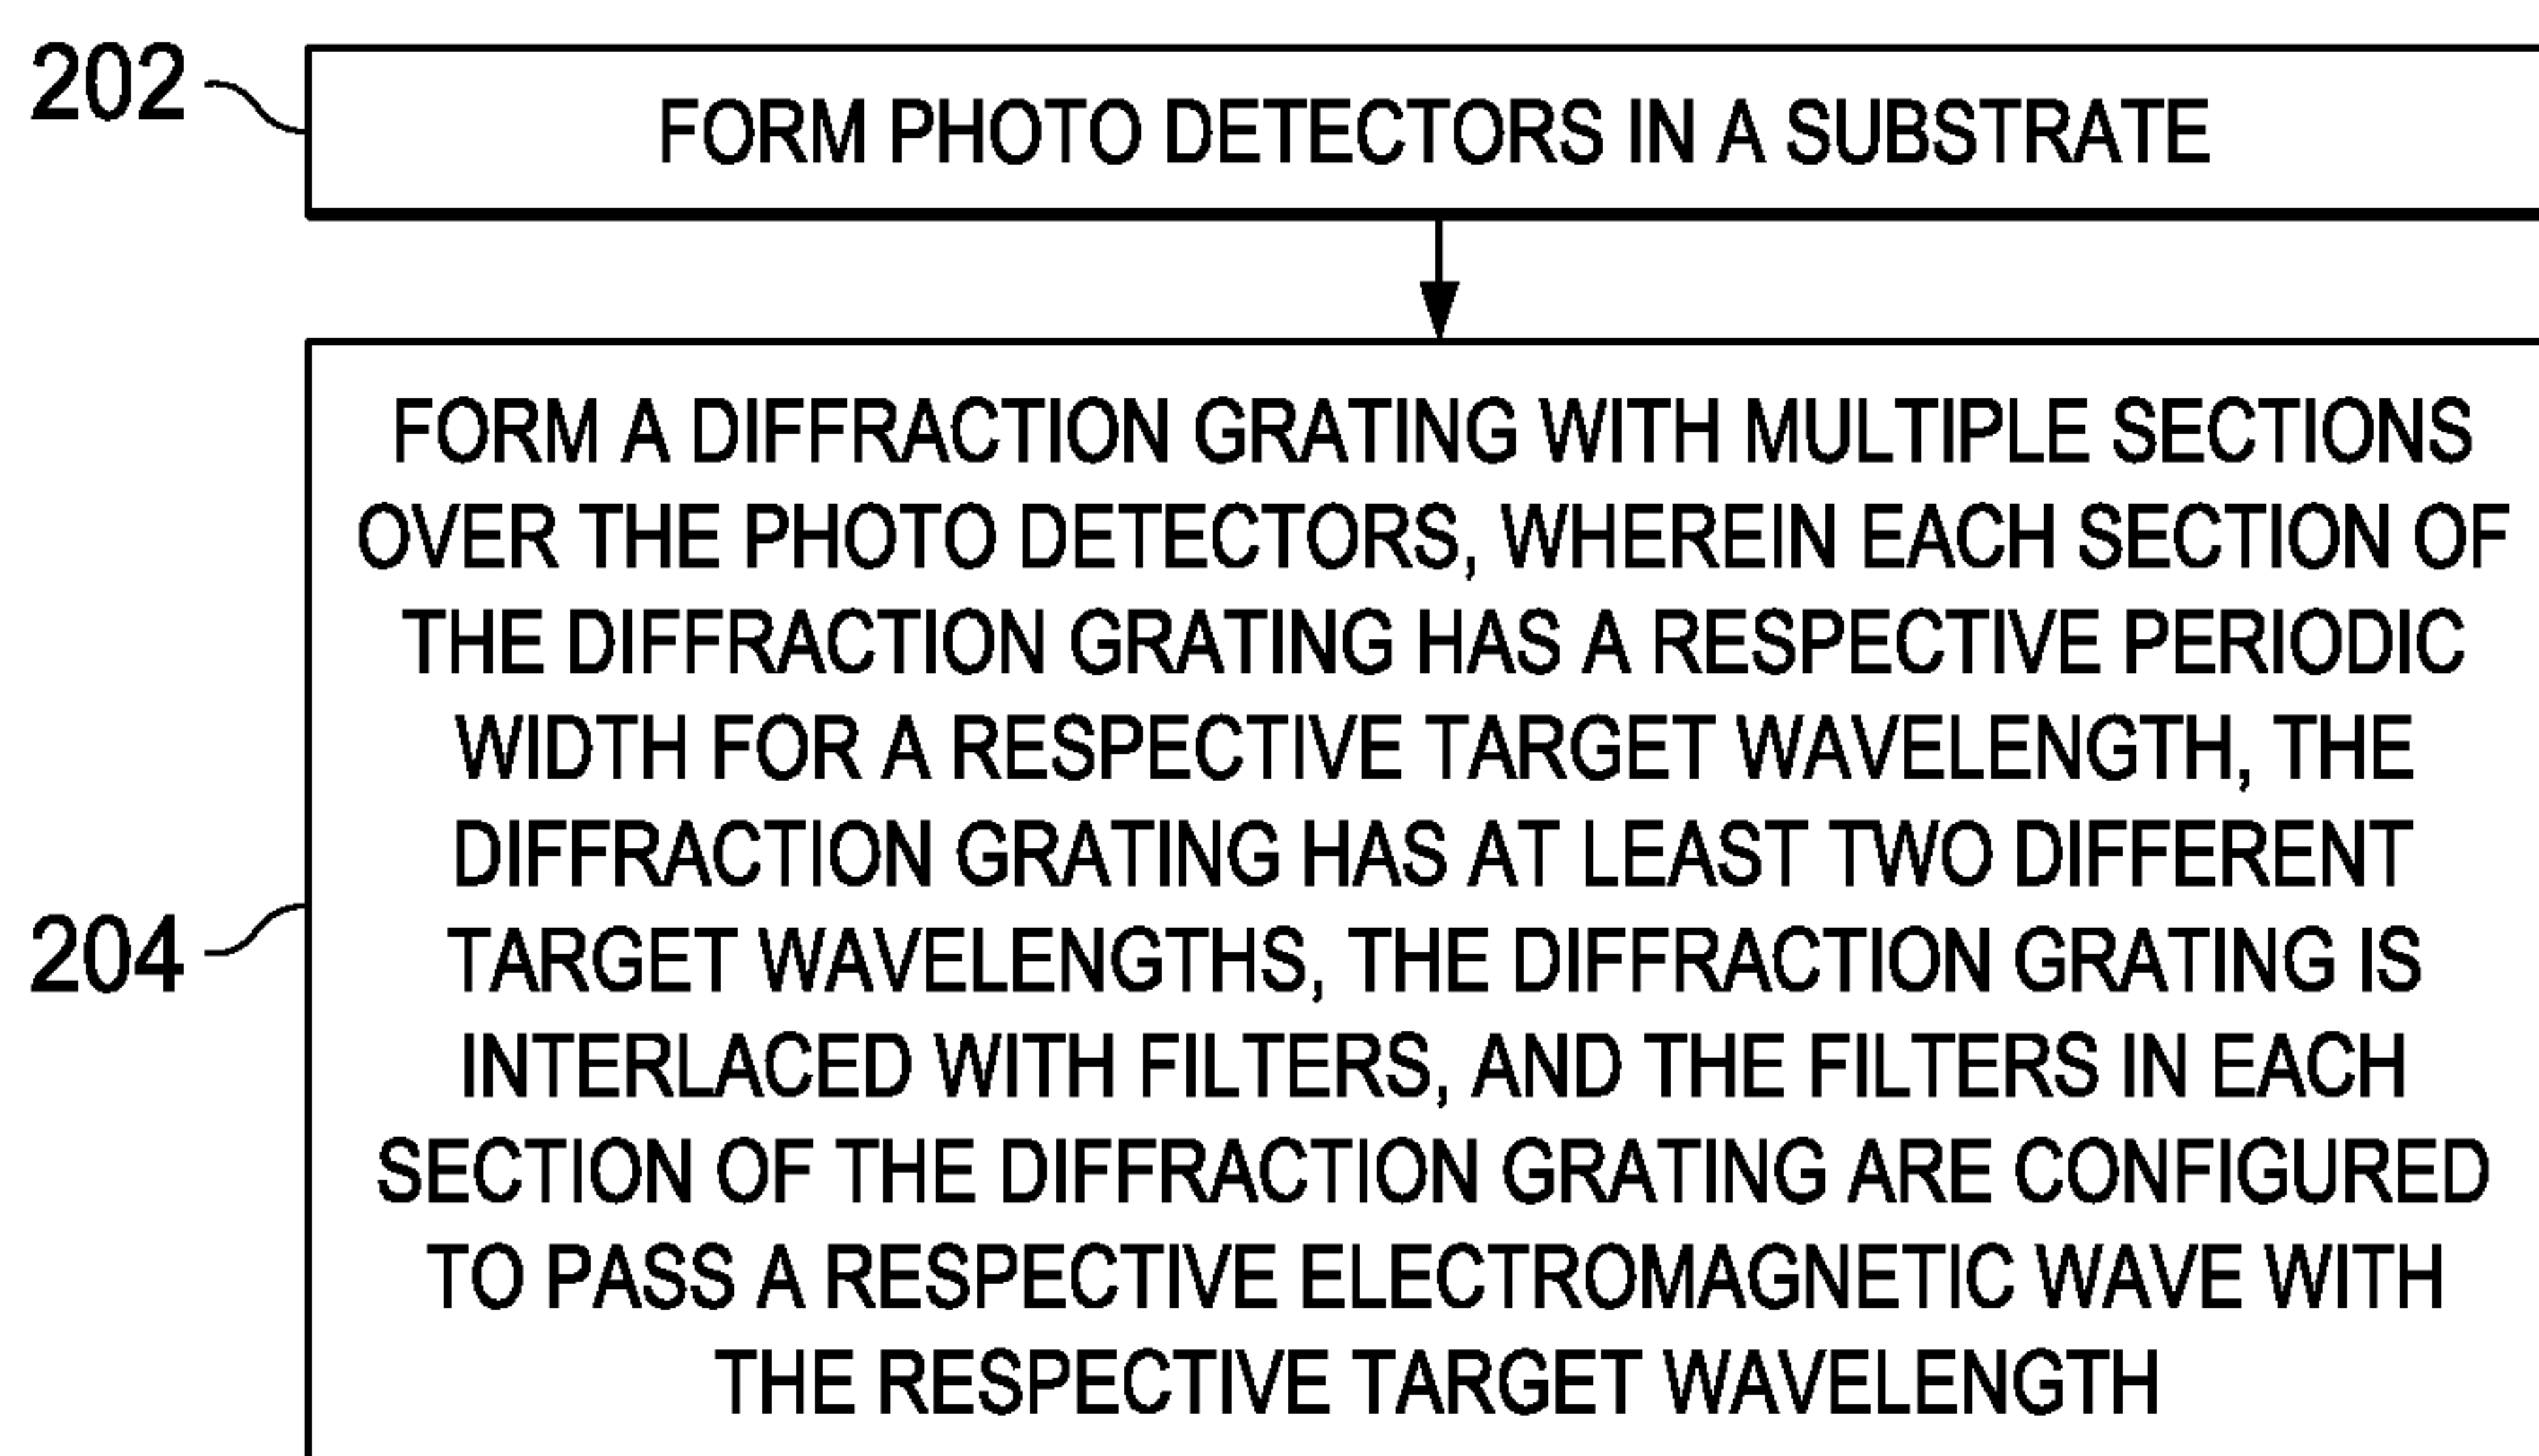 202
FORM PHOTO DETECTORS IN A SUBSTRATE
FORM A DIFFRACTION GRATING WITH MULTIPLE SECTIONS
OVER THE PHOTO DETECTORS, WHEREIN EACH SECTION OF
THE DIFFRACTION GRATING HAS A RESPECTIVE PERIODIC
WIDTH FOR A RESPECTIVE TARGET WAVELENGTH, THE
DIFFRACTION GRATING HAS AT LEAST TWO DIFFERENT
204
TARGET WAVELENGTHS, THE DIFFRACTION GRATING IS
INTERLACED WITH FILTERS, AND THE FILTERS IN EACH
SECTION OF THE DIFFRACTION GRATING ARE CONFIGURED
TO PASS A RESPECTIVE ELECTROMAGNETIC WAVE WITH
THE RESPECTIVE TARGET WAVELENGTH